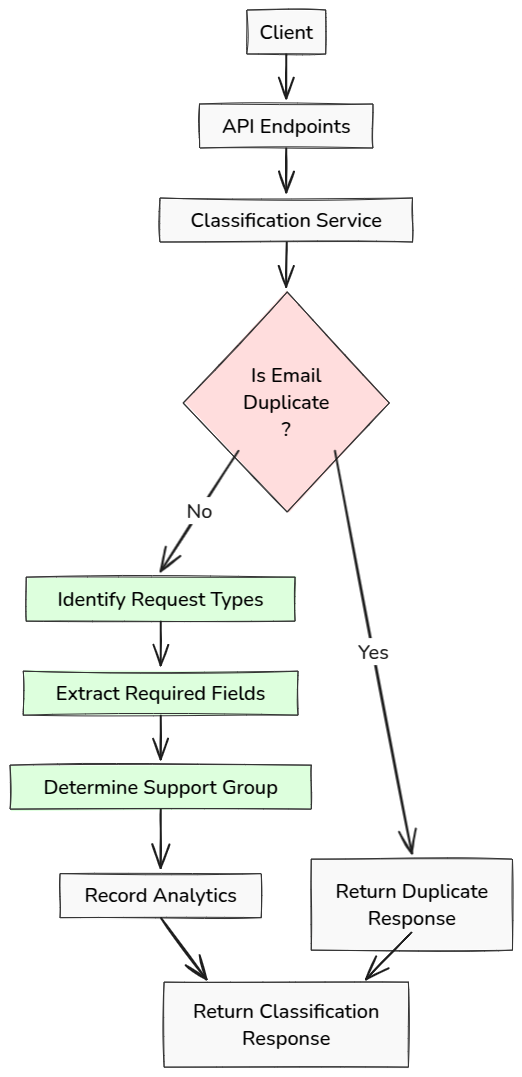 Client
API Endpoints
Classification Service
Is Email
Duplicate
?
No
Identify Request Types
Yes
Extract Required Fields
Determine Support Group
Record Analytics
Return Duplicate
Response
Return Classification
Response